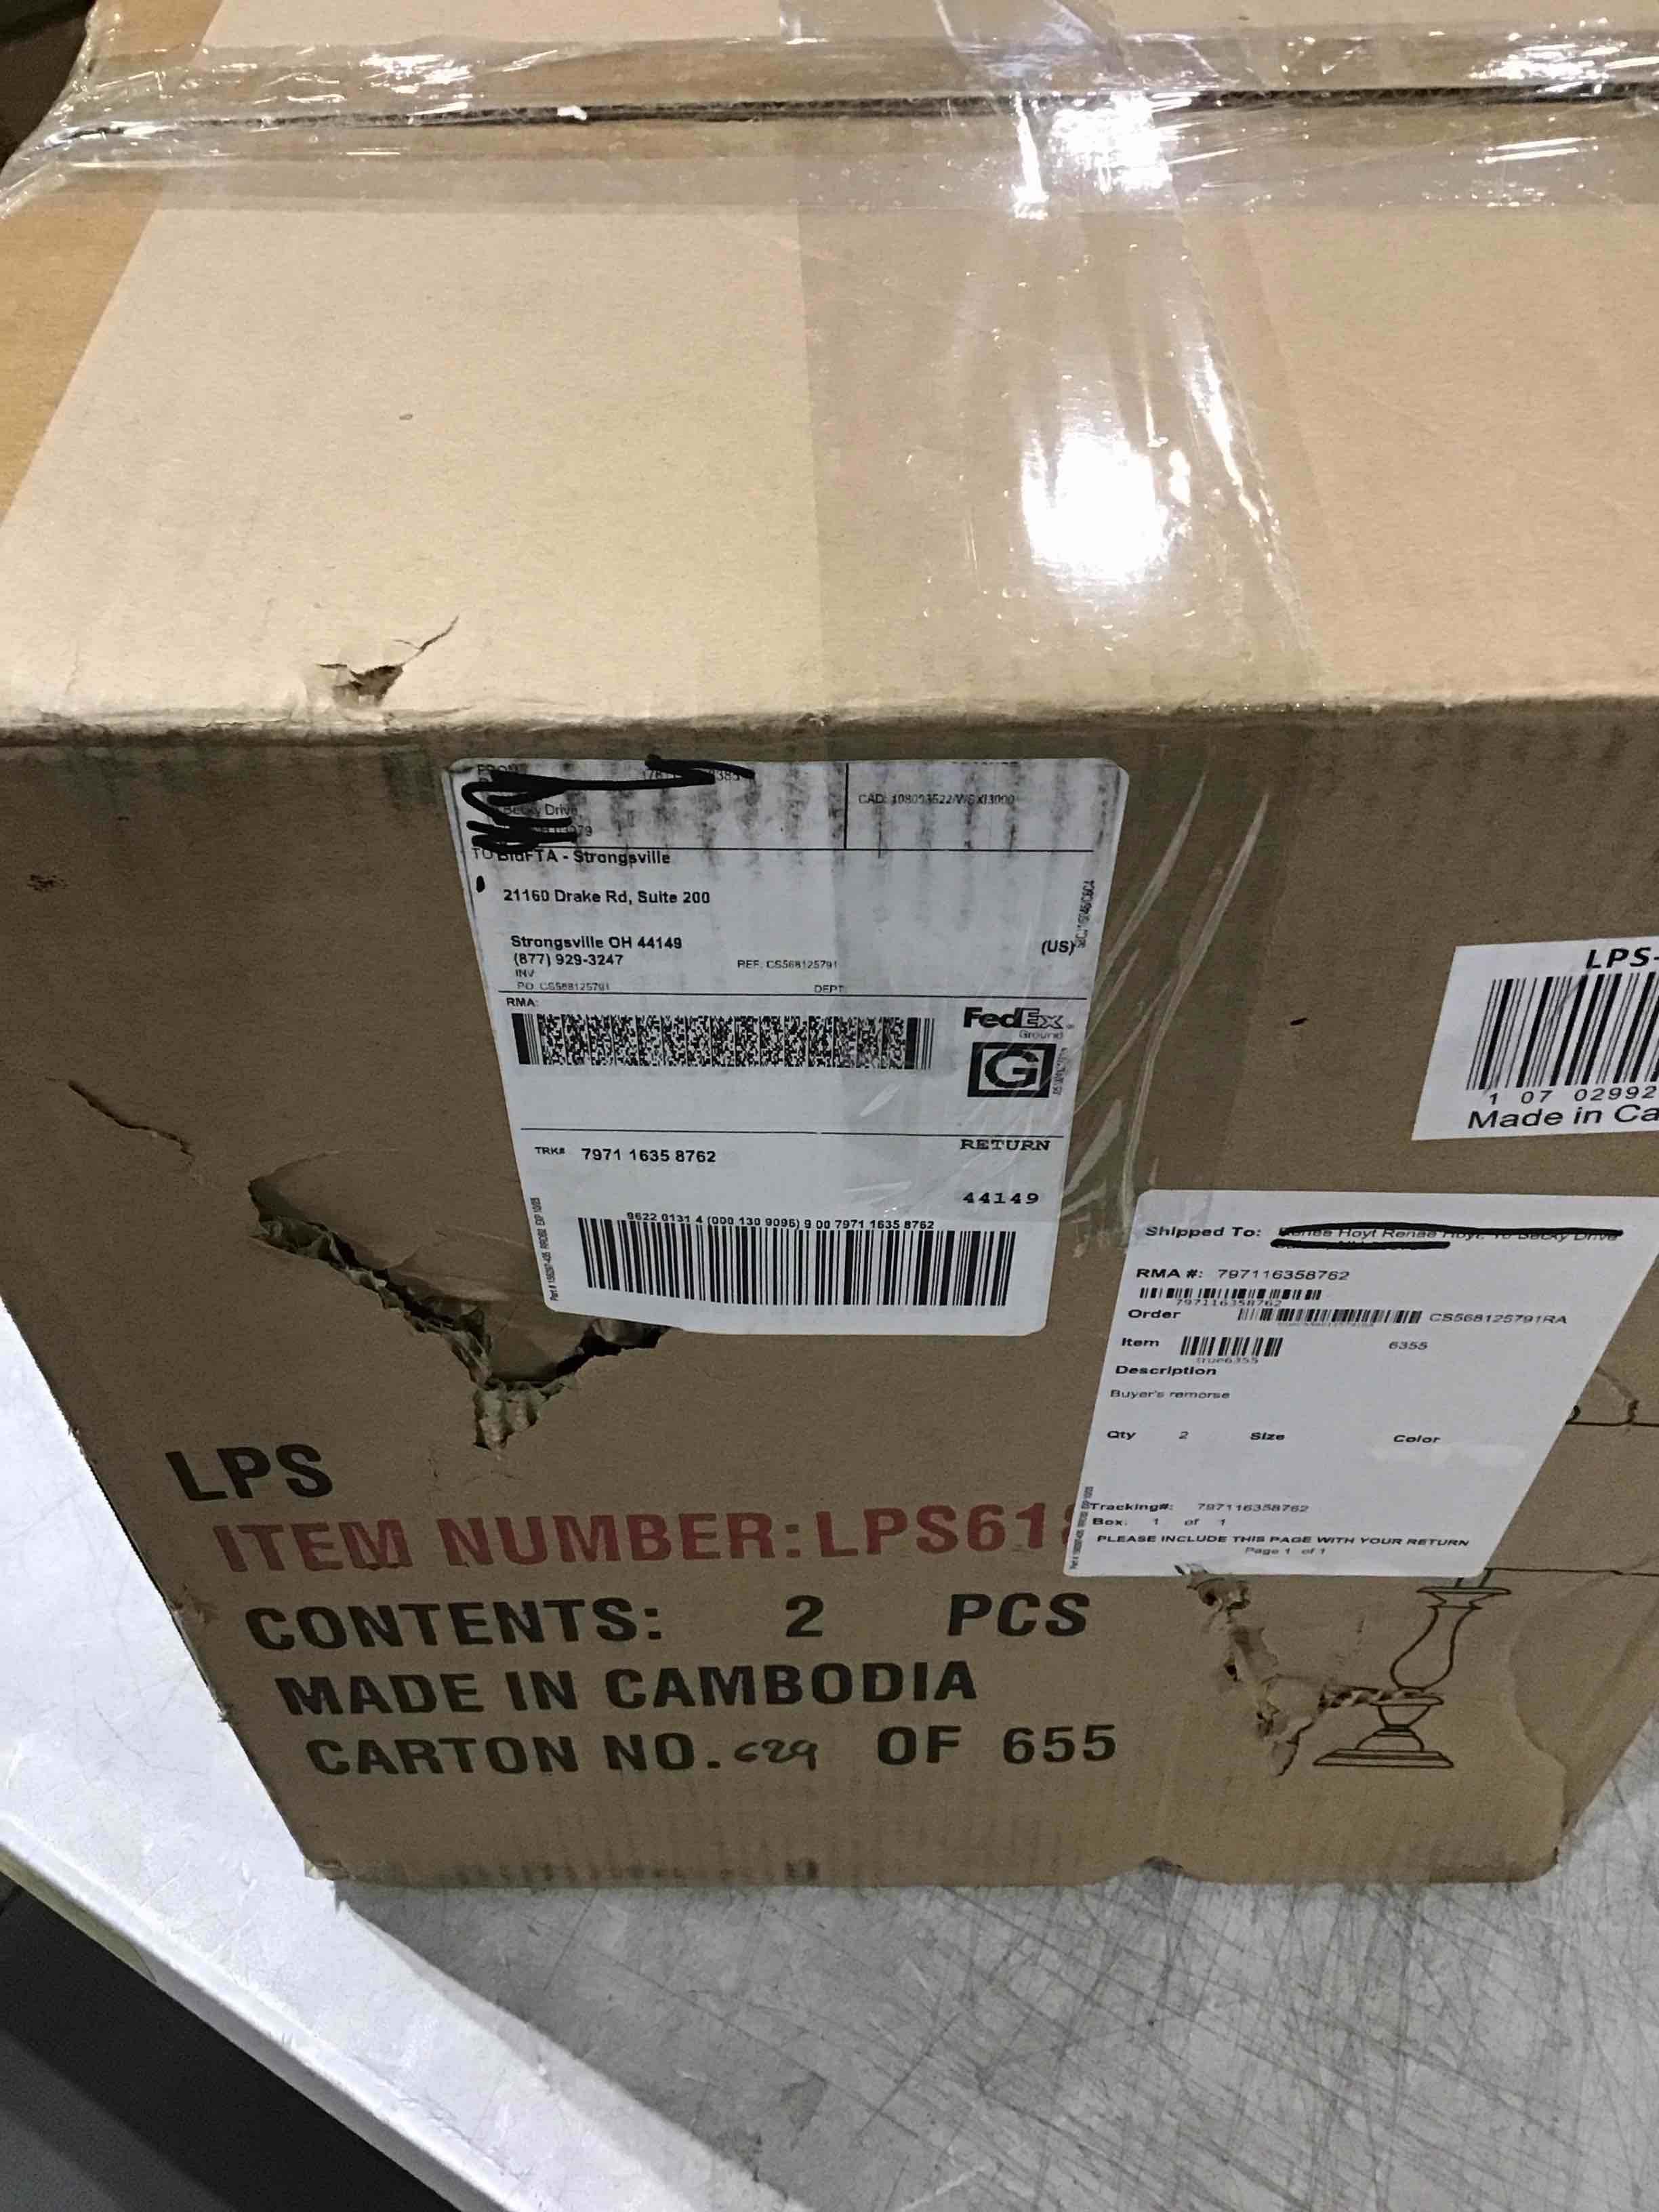 Drive
TO BluFTA - Strongsville
21160 Drake Rd, Suite 200
Strongsville OH 44149
(US)
(877) 929-3247
REF: CS568125791
INV
PO: CS568125791
DEPT:
RMA:
FedEx
Ground
G
RETURN
TRK# 7971 1635 8762
44149
9622 0131 4 (000 130 9095) 9 00 7971 1635 8762
LPS-
1 07 02992
Made in Ca
Shipped To:
RMA #: 797116358762
797116358762
Order CS568125791RA
Item 6355
true6355
Description
Buyer's remorse
Qty 2 Size Color
Tracking#: 797116358762
Box: 1 of 1
PLEASE INCLUDE THIS PAGE WITH YOUR RETURN
Page 1 of 1
LPS
ITEM NUMBER: LPS61
CONTENTS: 2 PCS
MADE IN CAMBODIA
CARTON NO. 629 OF 655